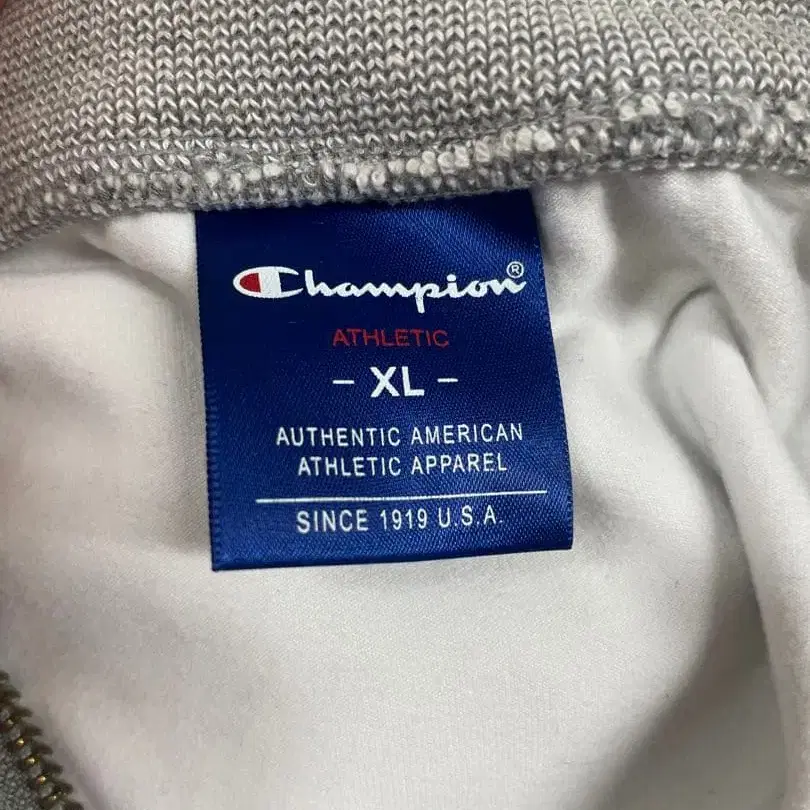 Champion®
ATHLETIC
- XL -
AUTHENTIC AMERICAN
ATHLETIC APPAREL
SINCE 1919 U.S.A.